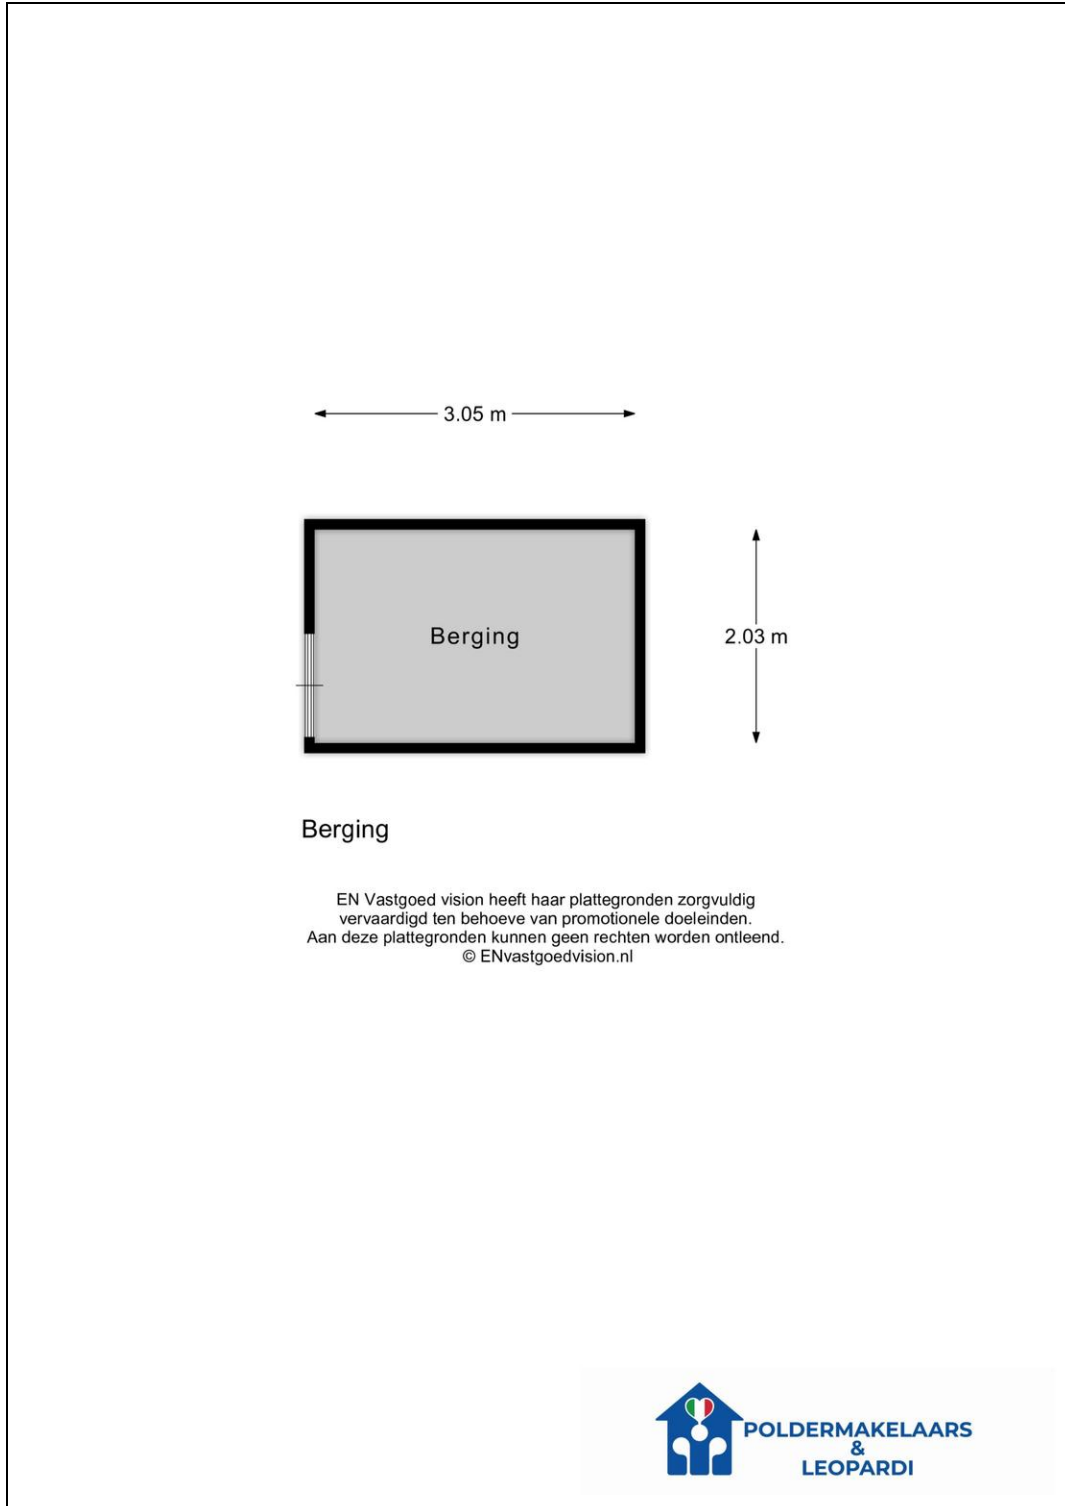 3.05 m
Berging
2.03 m
Berging
EN Vastgoed vision heeft haar plattegronden zorgvuldig
vervaardigd ten behoeve van promotionele doeleinden.
Aan deze plattegronden kunnen geen rechten worden ontleend.
© ENvastgoedvision.nl
POLDERMAKELAARS
&
LEOPARDI